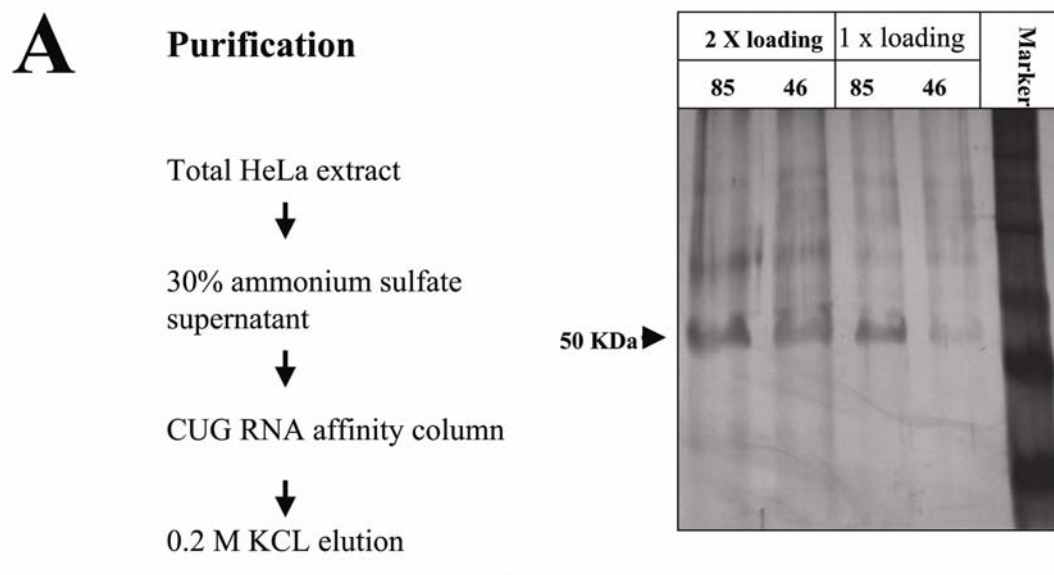 A
Purification
Total HeLa extract
30% ammonium sulfate
supernatant
CUG RNA affinity column
0.2 M KCL elution
2 X loading 1 x loading
Marker
85 46 85 46
50 KDa